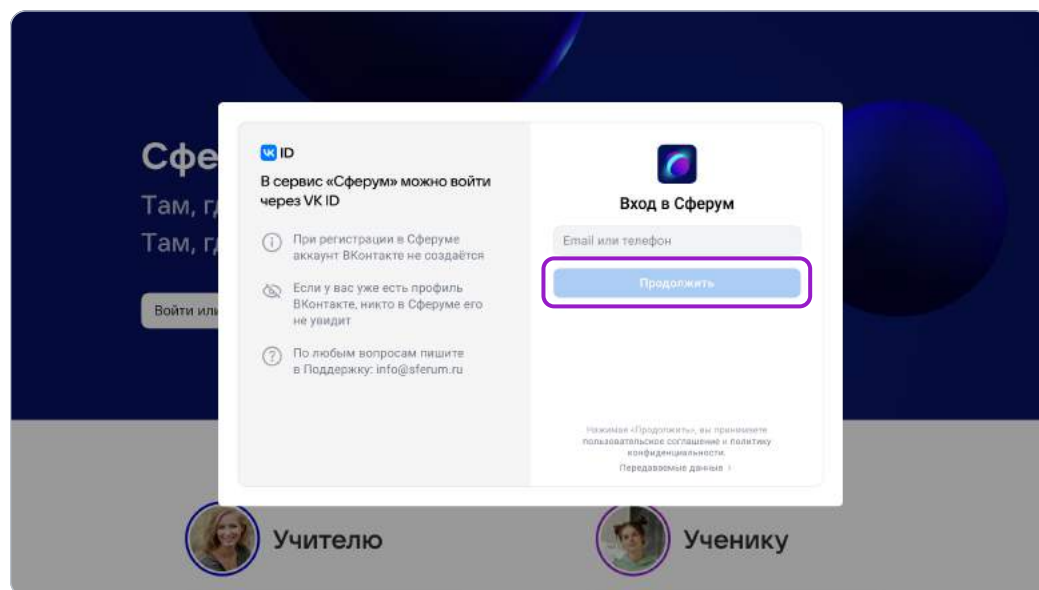 Сфе
Там, г
Там, г
Войти или
VK ID
В сервис «Сферум» можно войти
через VK ID
При регистрации в Сферуме
аккаунт ВКонтакте не создаётся
Если у вас уже есть профиль
ВКонтакте, никто в Сферуме его
не увидит
По любым вопросам пишите
в Поддержку: info@sferum.ru
Вход в Сферум
Email или телефон
Продолжить
Нажимая «Продолжить», вы принимаете
пользовательское соглашение и политику
конфиденциальности.
Передаваемые данные ›
Учителю
Ученику